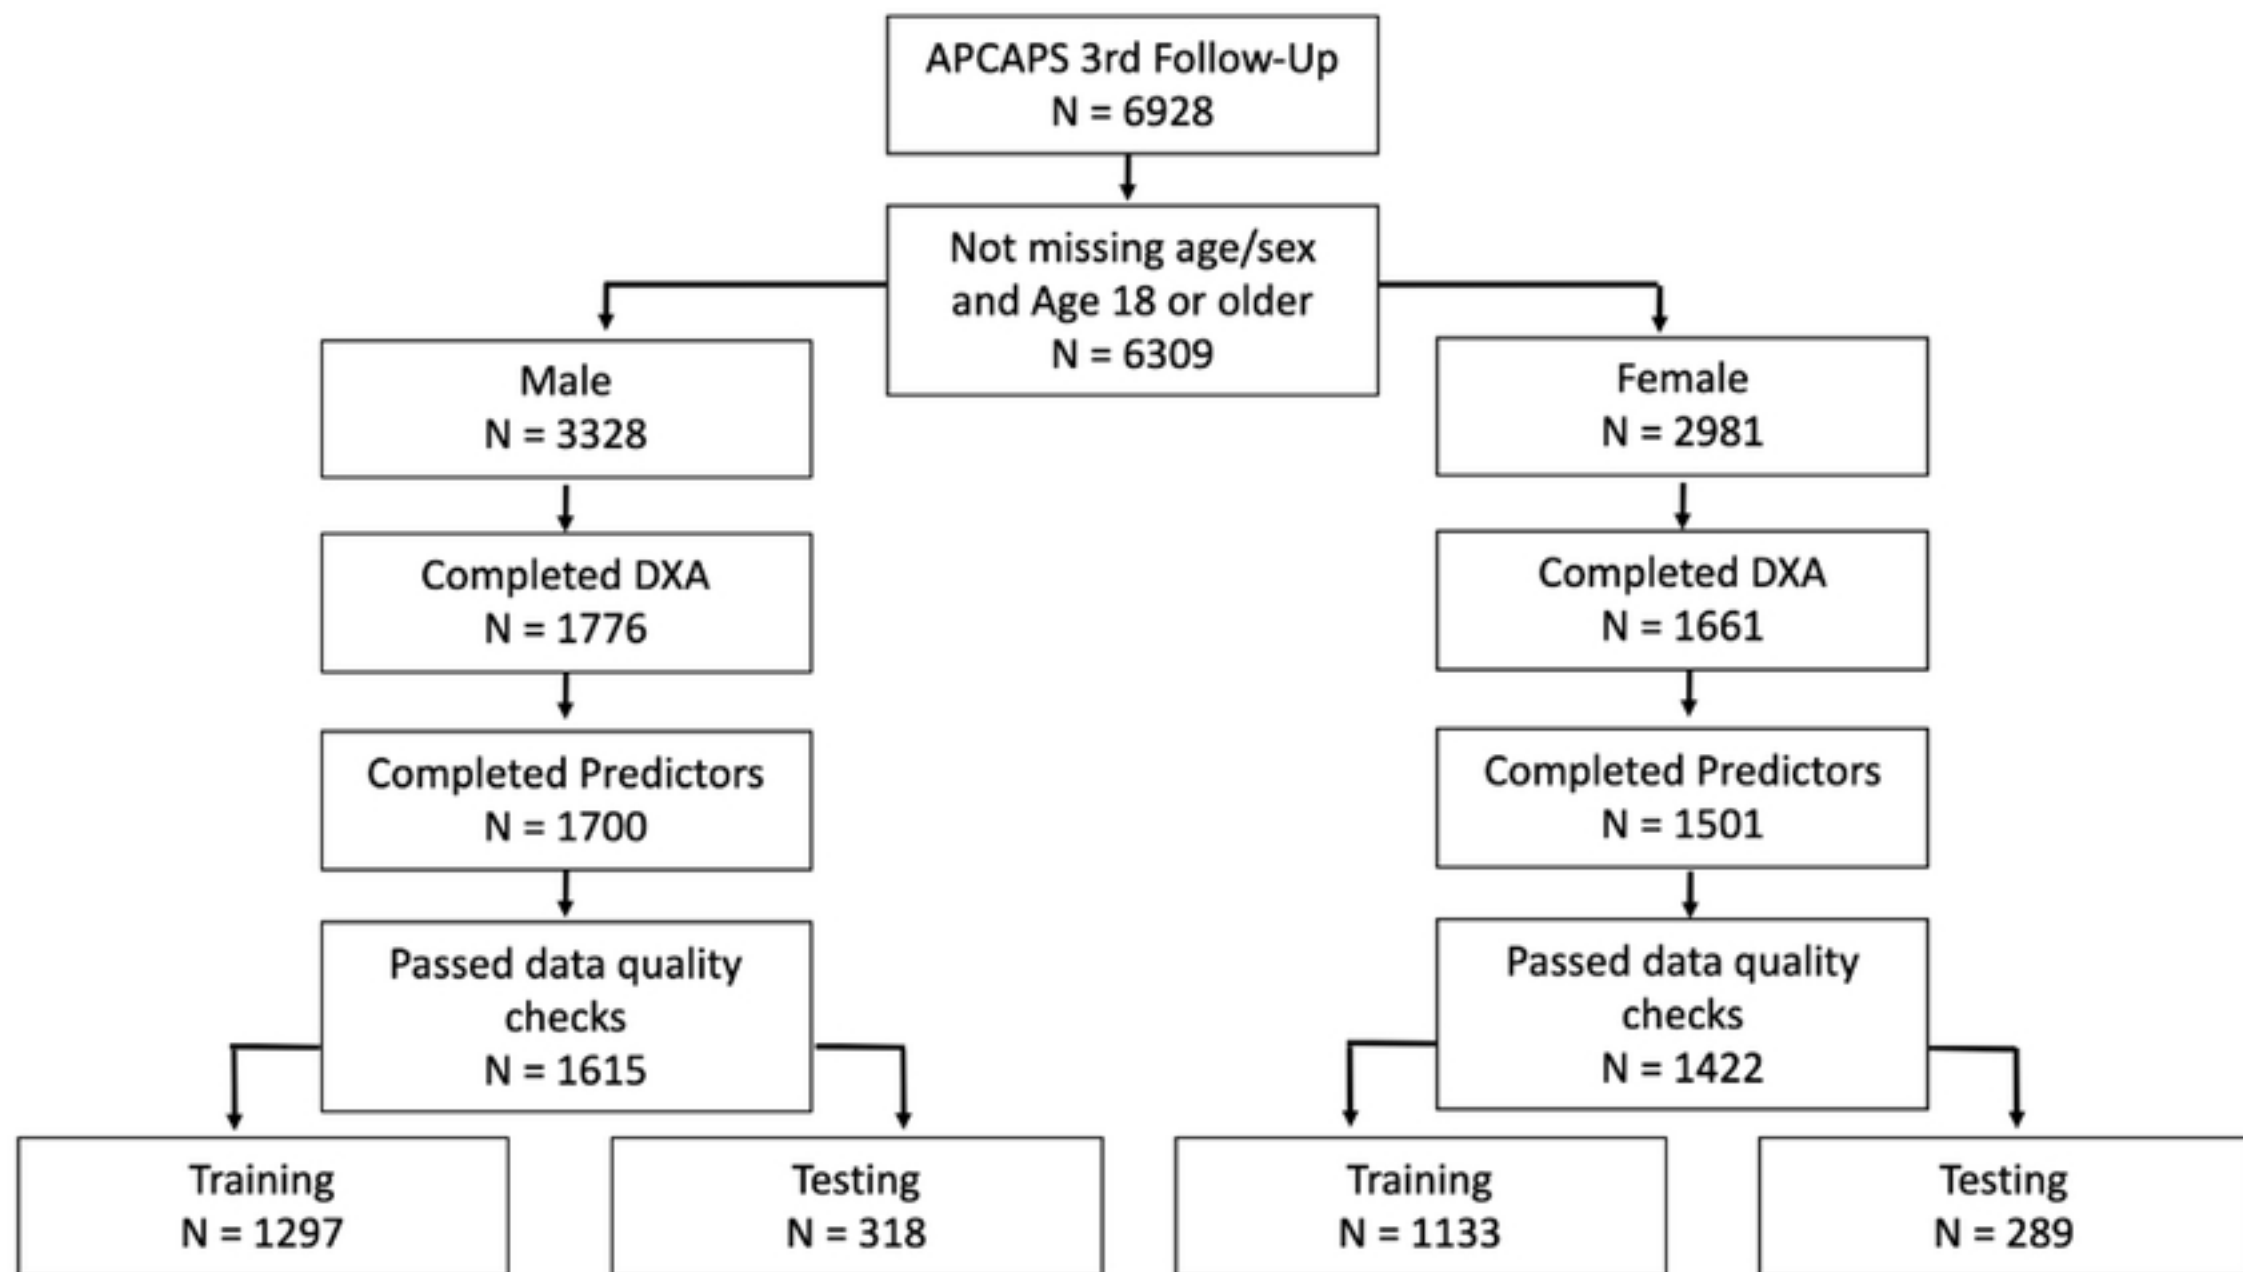 APCAPS 3rd Follow-Up
N = 6928
Not missing age/sex
and Age 18 or older
N = 6309
Male
N = 3328
Female
N = 2981
Completed DXA
N = 1776
Completed DXA
N = 1661
Completed Predictors
N = 1700
Completed Predictors
N = 1501
Passed data quality
checks
N = 1615
Passed data quality
checks
N = 1422
Training
N = 1297
Testing
N = 318
Training
N = 1133
Testing
N = 289